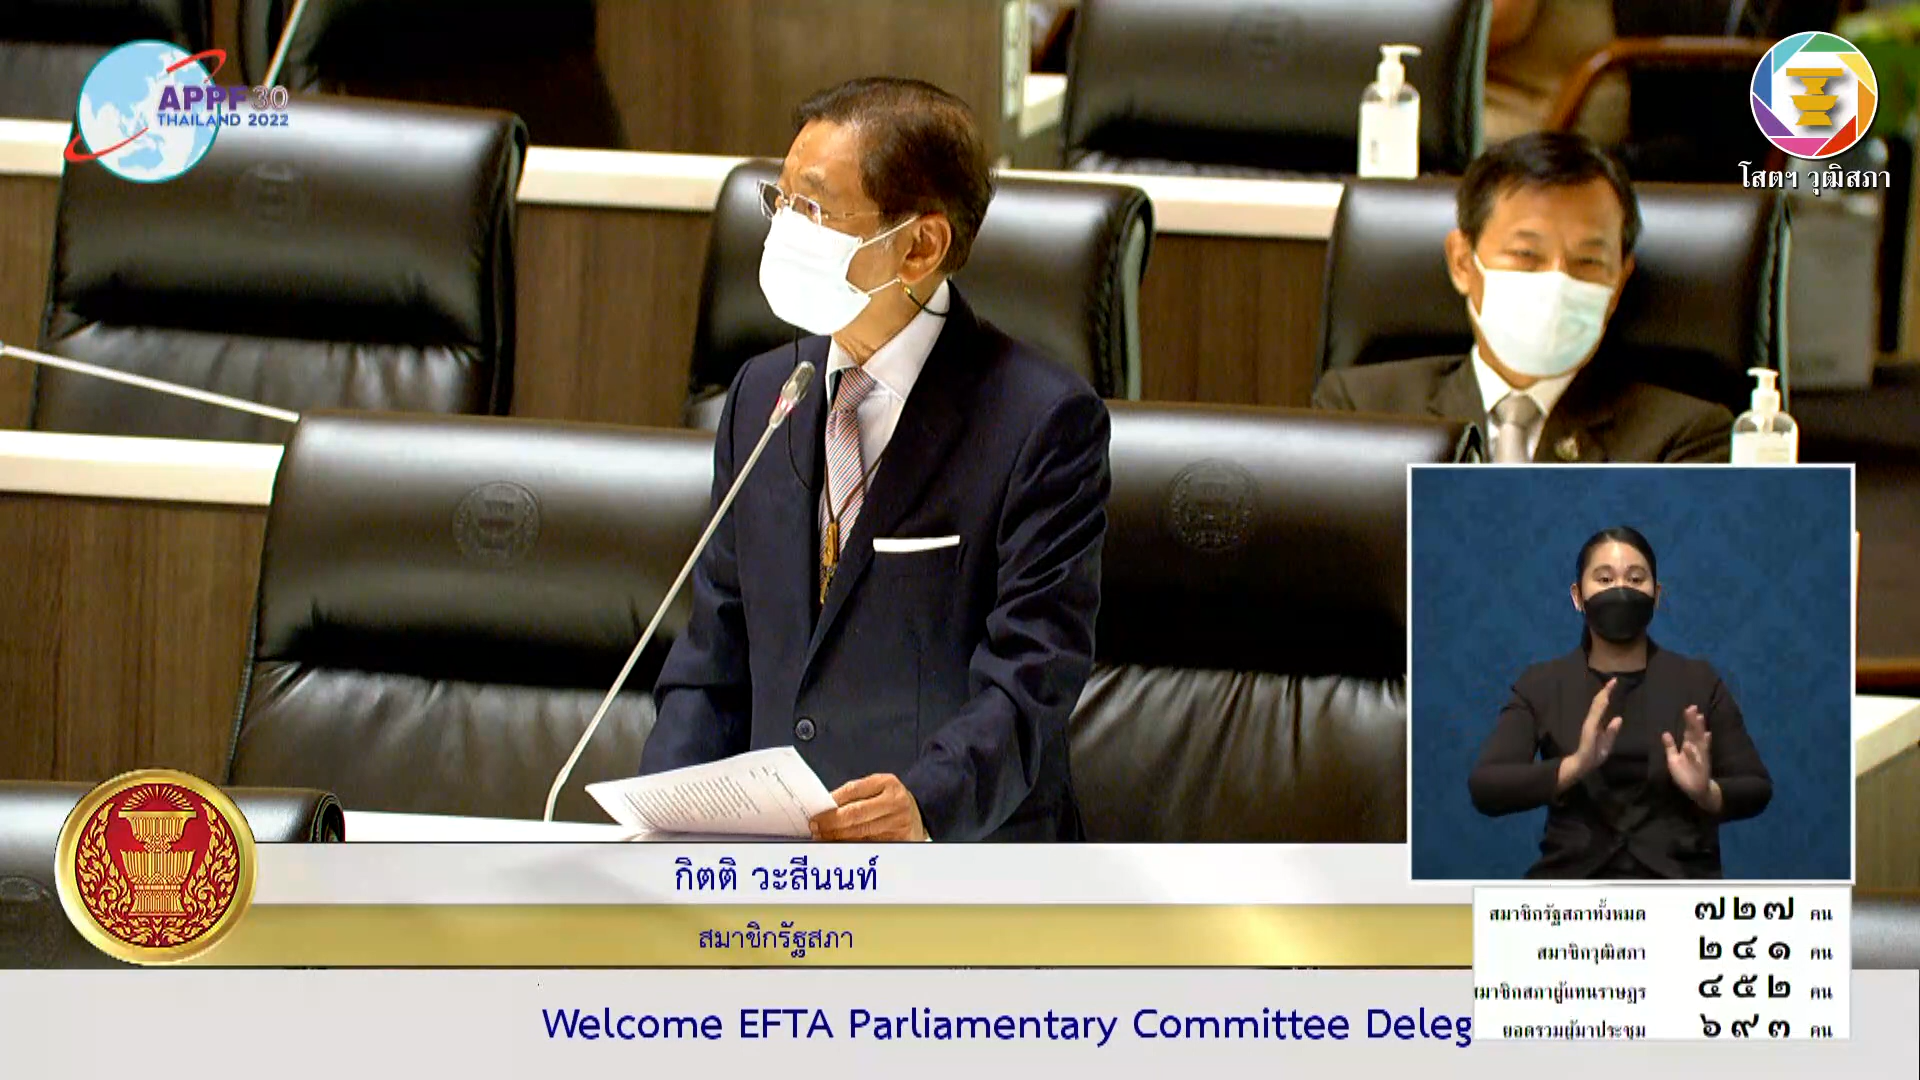 APPF30
THAILAND 2022
โสตฯ วุฒิสภา
กิตติ วะสีนนท์
สมาชิกรัฐสภา
สมาชิกรัฐสภาทั้งหมด ๗๒๗ คน
สมาชิกวุฒิสภา ๒๔๑ คน
สมาชิกสภาผู้แทนราษฎร ๔๕๒ คน
ยอดรวมผู้มาประชุม ๖๙๓ คน
Welcome EFTA Parliamentary Committee Deleg